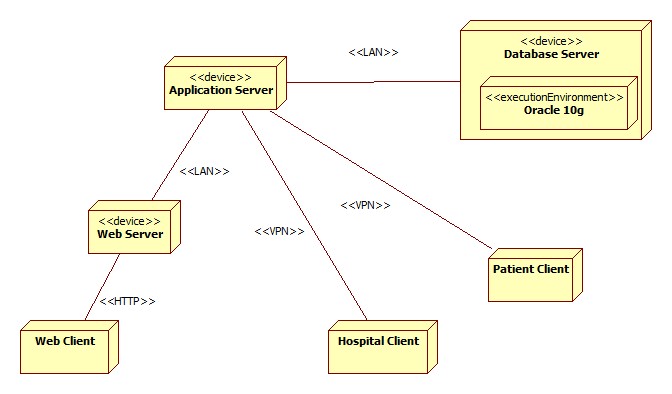 <<LAN>>
<<device>>
Database Server
<<executionEnvironment>>
Oracle 10g
<<device>>
Application Server
<<LAN>>
<<VPN>>
<<VPN>>
<<device>>
Web Server
Patient Client
<<HTTP>>
Web Client
Hospital Client